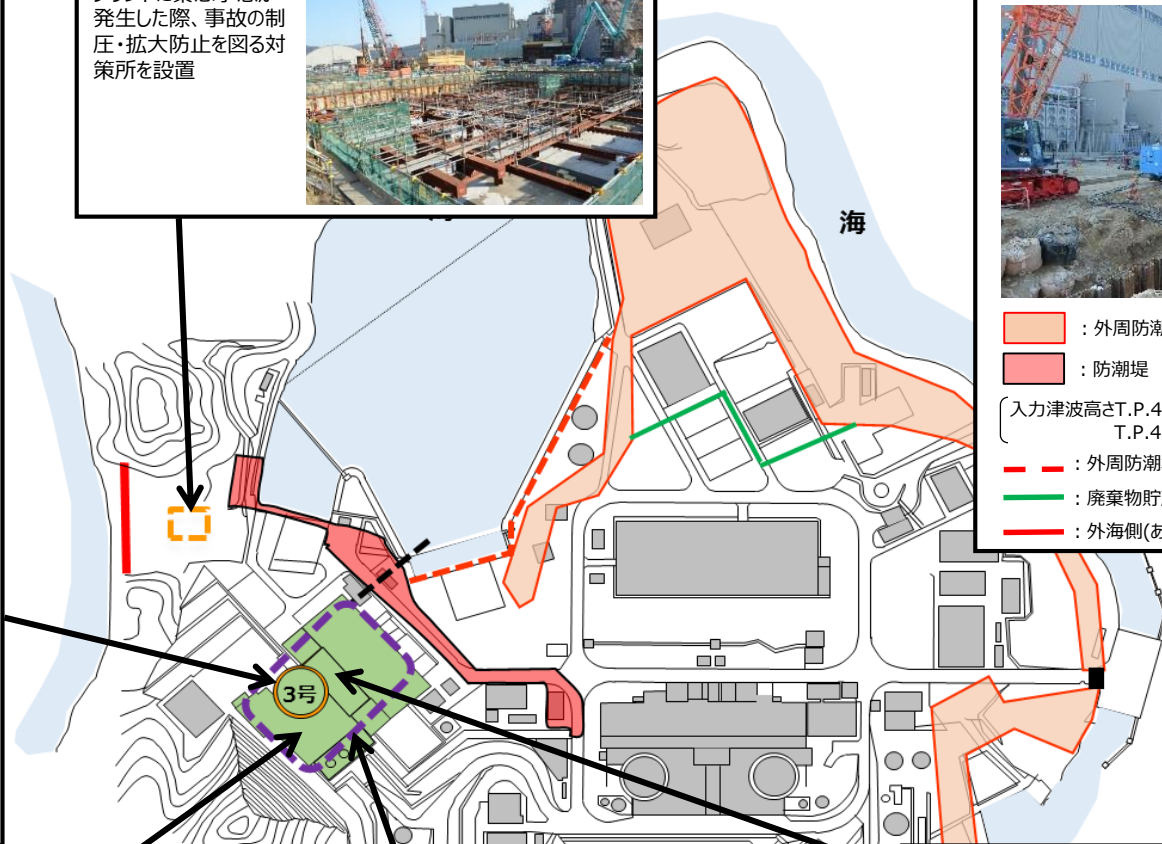 発生した際、事故の制
圧・拡大防止を図る対
策所を設置
海
：外周防潮
：防潮堤
入力津波高さT.P.4
T.P.4
：外周防潮
：廃棄物貯
：外海側(あ
3号